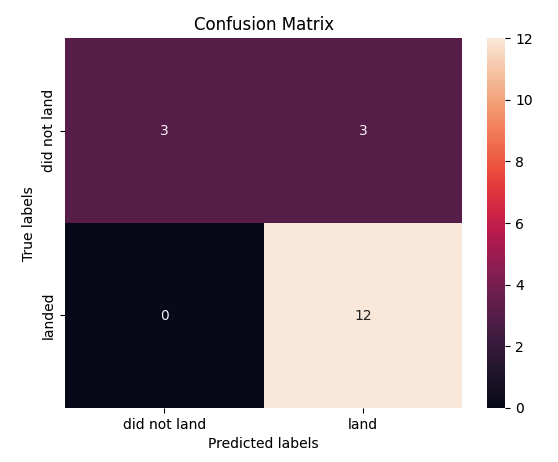 Confusion Matrix
True labels
did not land
landed
3
3
0
12
did not land
land
Predicted labels
12
10
8
6
4
2
0